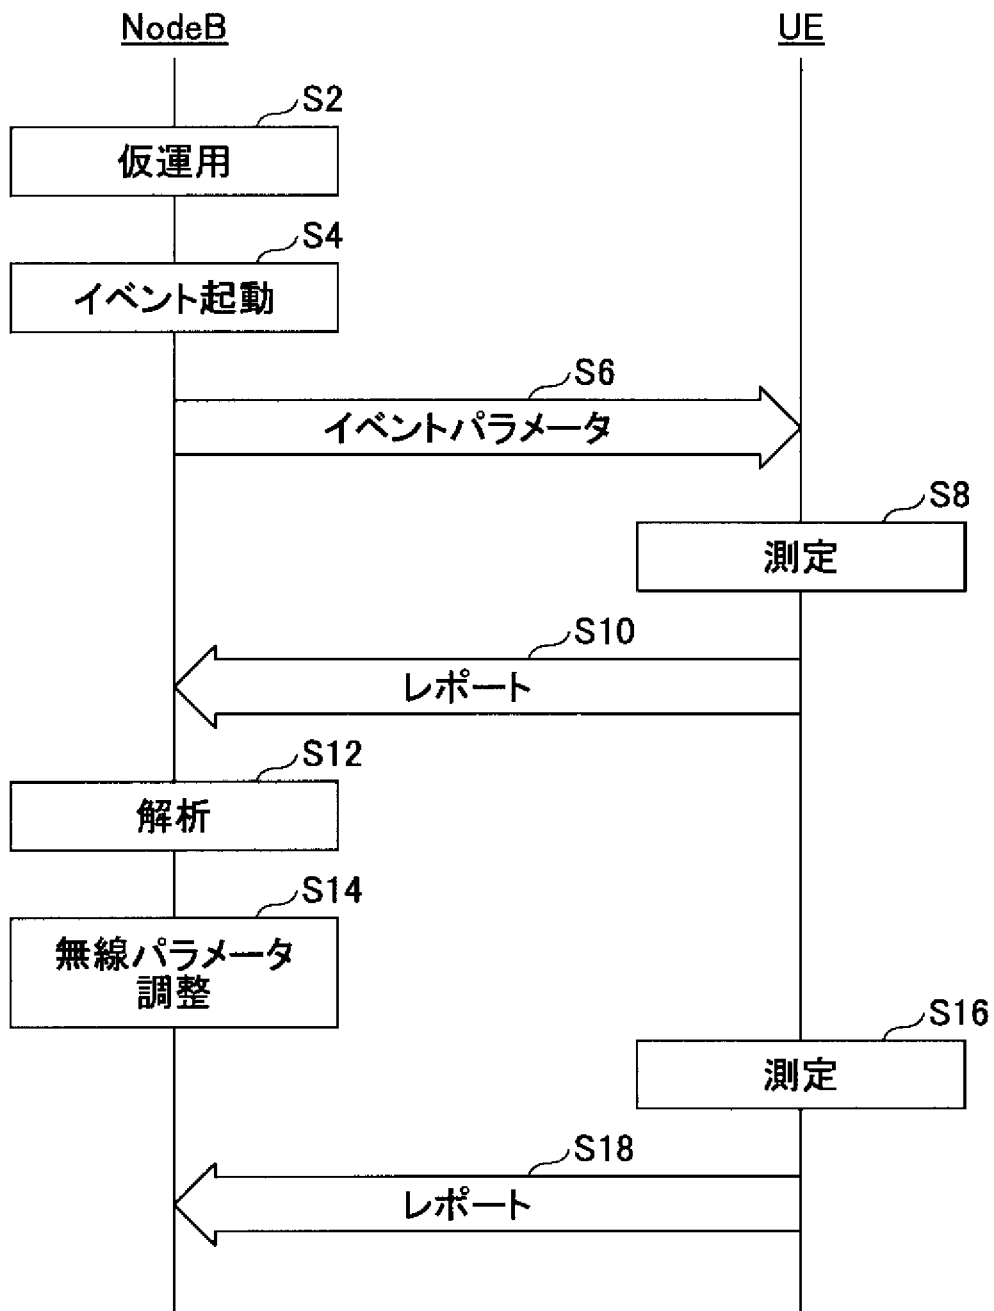 NodeB
UE
S2
仮運用
S4
イベント起動
S6
イベントパラメータ
S8
測定
S10
レポート
S12
解析
S14
無線パラメータ
調整
S16
測定
S18
レポート